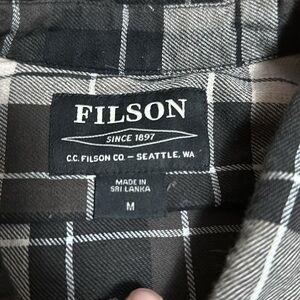 FILSON
SINCE 1897
C.C. FILSON CO. – SEATTLE, WA
MADE IN
SRI LANKA
M